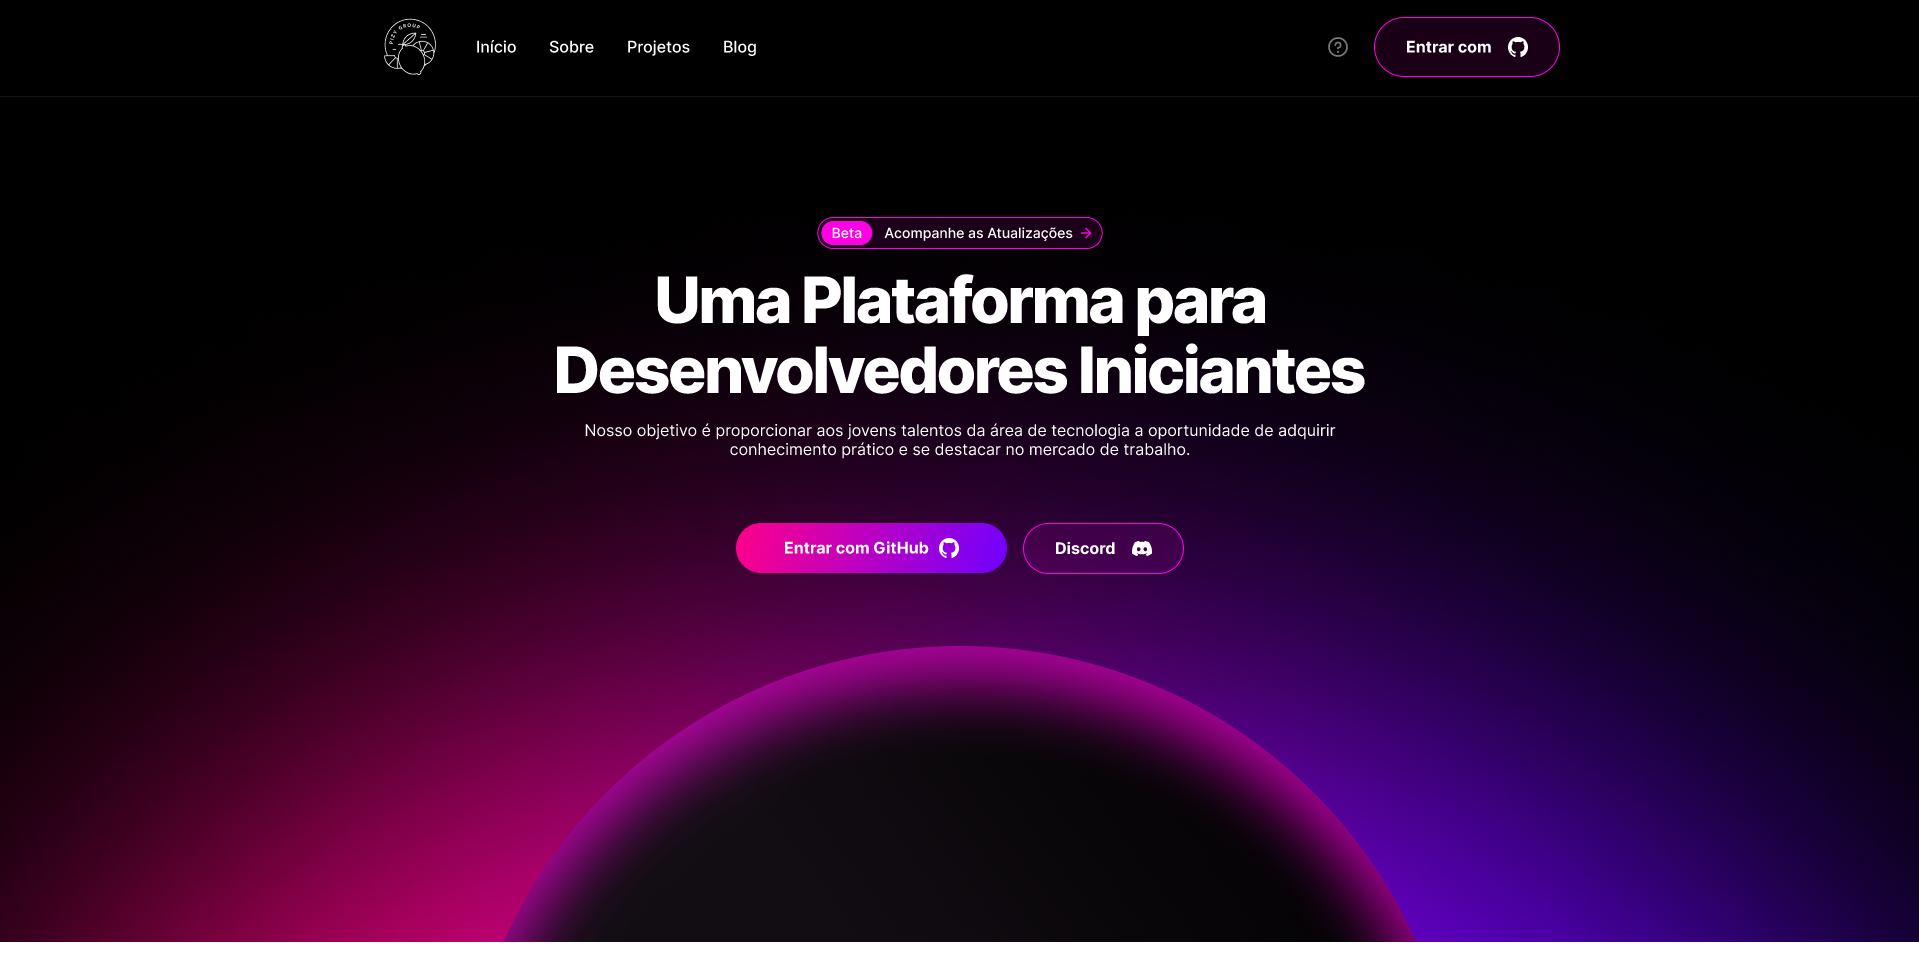 PIZY GROUP
Início Sobre Projetos Blog
Entrar com
Beta Acompanhe as Atualizações →
Uma Plataforma para
Desenvolvedores Iniciantes
Nosso objetivo é proporcionar aos jovens talentos da área de tecnologia a oportunidade de adquirir
conhecimento prático e se destacar no mercado de trabalho.
Entrar com GitHub
Discord